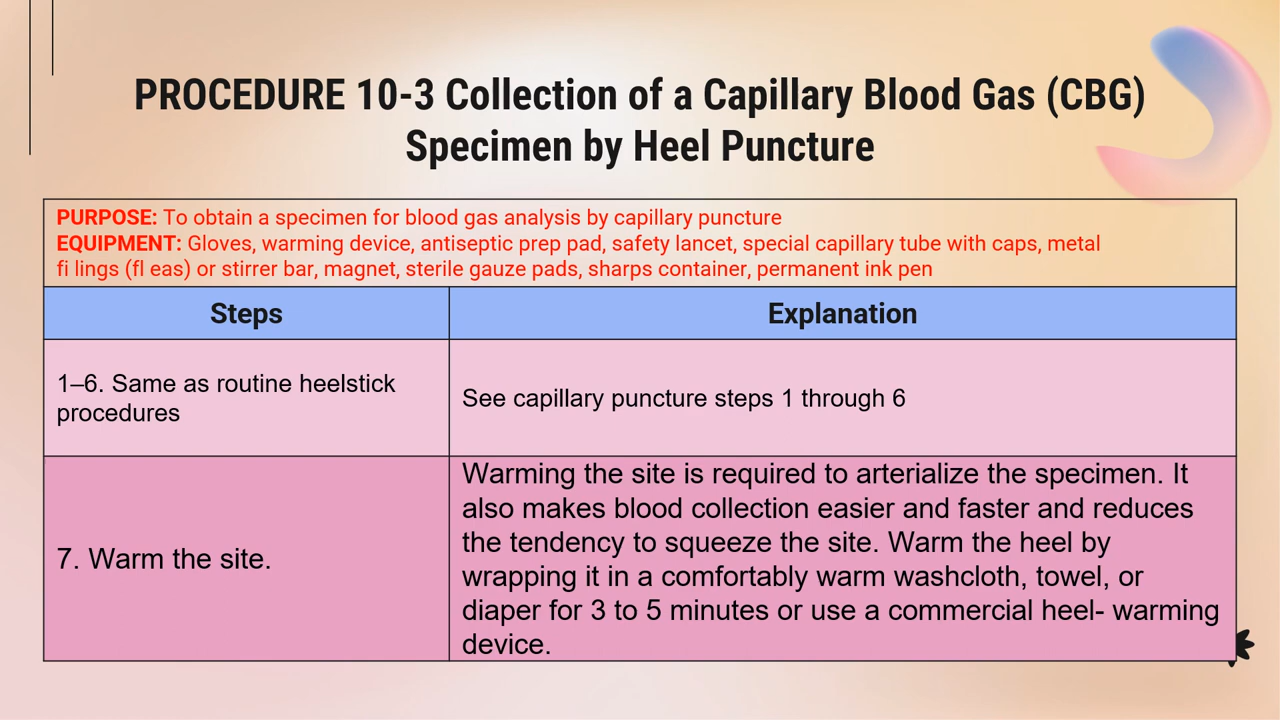 PROCEDURE 10-3 Collection of a Capillary Blood Gas (CBG)
Specimen by Heel Puncture
PURPOSE: To obtain a specimen for blood gas analysis by capillary puncture
EQUIPMENT: Gloves, warming device, antiseptic prep pad, safety lancet, special capillary tube with caps, metal
fi lings (fl eas) or stirrer bar, magnet, sterile gauze pads, sharps container, permanent ink pen
Steps
Explanation
1–6. Same as routine heelstick
procedures
See capillary puncture steps 1 through 6
7. Warm the site.
Warming the site is required to arterialize the specimen. It
also makes blood collection easier and faster and reduces
the tendency to squeeze the site. Warm the heel by
wrapping it in a comfortably warm washcloth, towel, or
diaper for 3 to 5 minutes or use a commercial heel- warming
device.